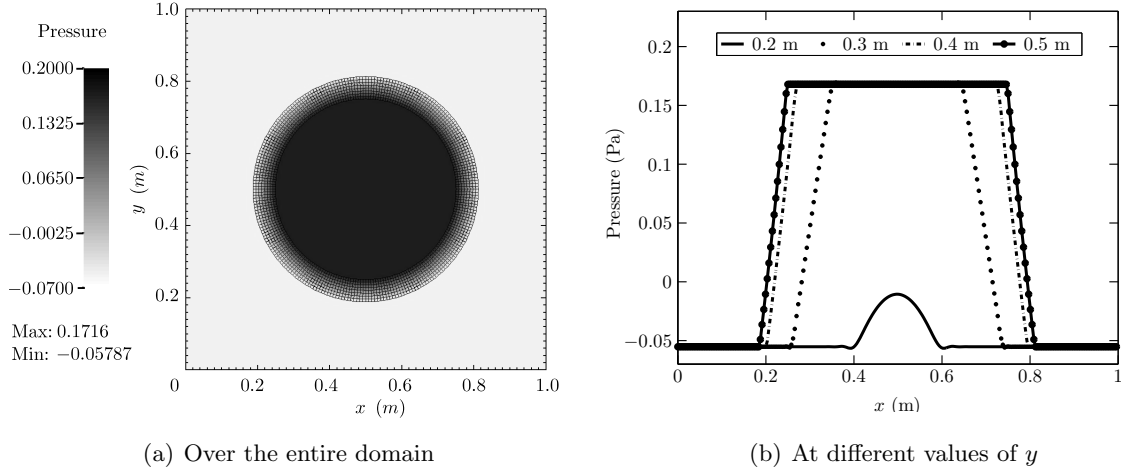 Pressure
0.2000
0.1325
0.0650
−0.0025
−0.0700
Max: 0.1716
Min: −0.05787
1.0
0.8
0.6
0.4
0.2
y (m)
0 0.2 0.4 0.6 0.8 1.0
x (m)
(a) Over the entire domain
0.2 m 0.3 m 0.4 m 0.5 m
0.2
0.15
0.1
0.05
0
−0.05
Pressure (Pa)
0 0.2 0.4 0.6 0.8 1
x (m)
(b) At different values of y